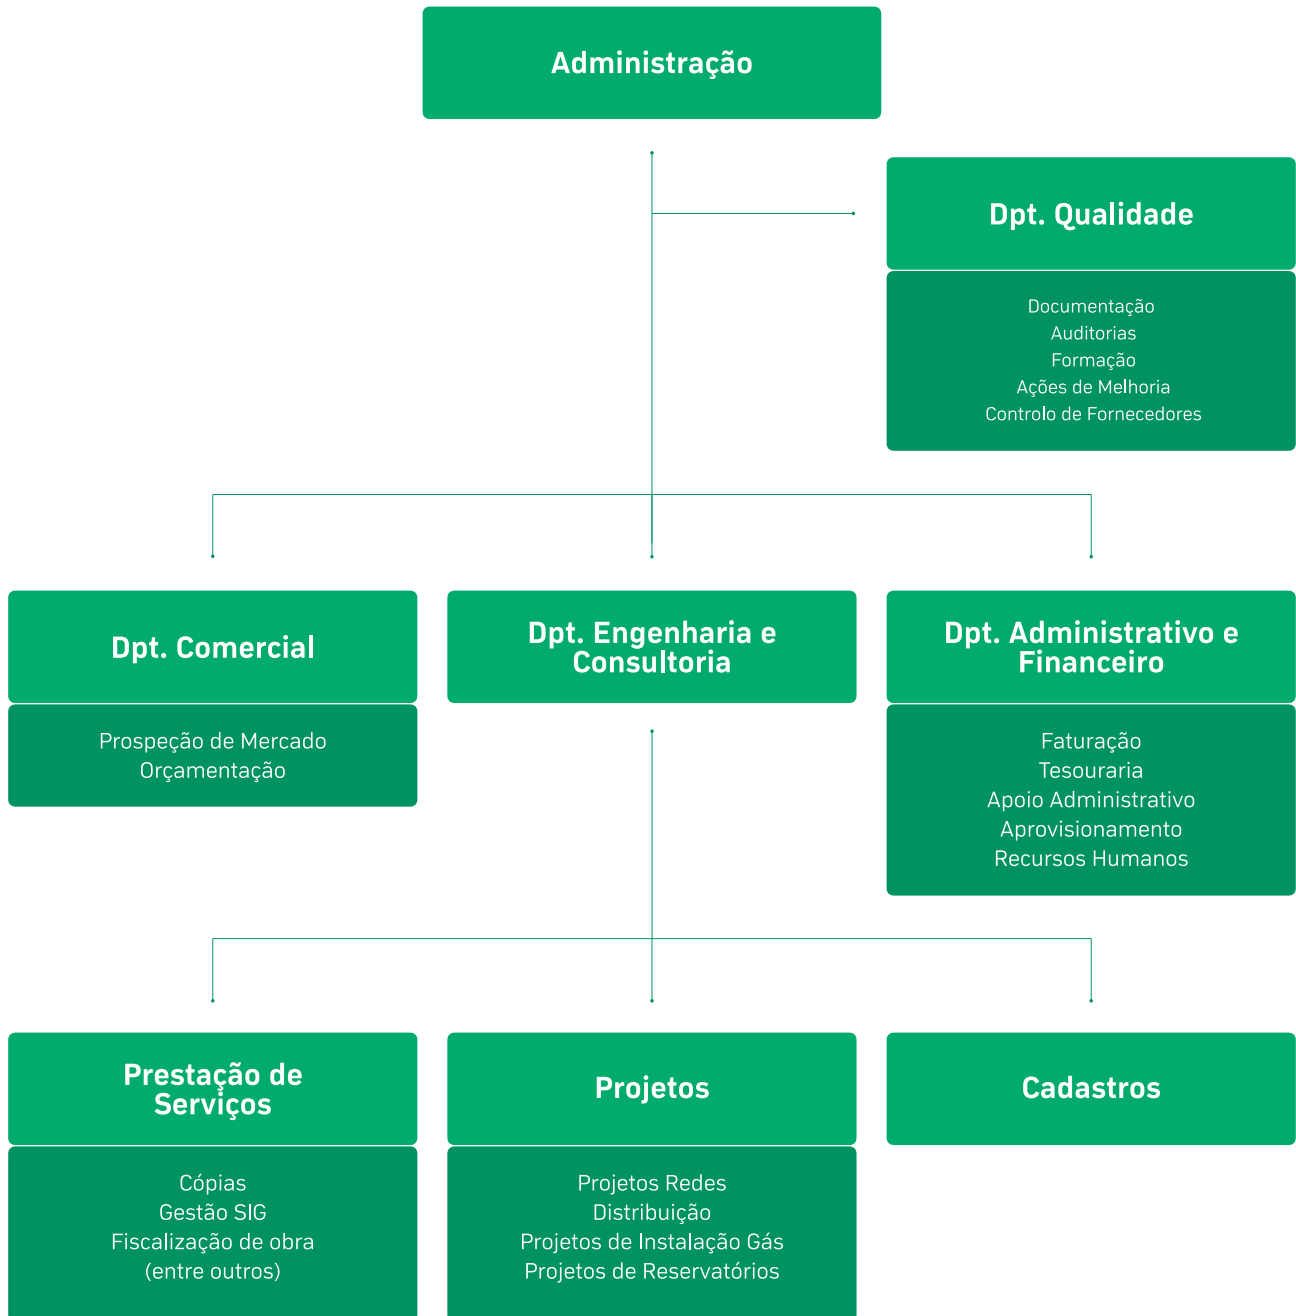 Administração
Dpt. Qualidade
Documentação
Auditorias
Formação
Ações de Melhoria
Controlo de Fornecedores
Dpt. Comercial
Prospeção de Mercado
Orçamentação
Dpt. Engenharia e
Consultoria
Dpt. Administrativo e
Financeiro
Faturação
Tesouraria
Apoio Administrativo
Aprovisionamento
Recursos Humanos
Prestação de
Serviços
Cópias
Gestão SIG
Fiscalização de obra
(entre outros)
Projetos
Projetos Redes
Distribuição
Projetos de Instalação Gás
Projetos de Reservatórios
Cadastros